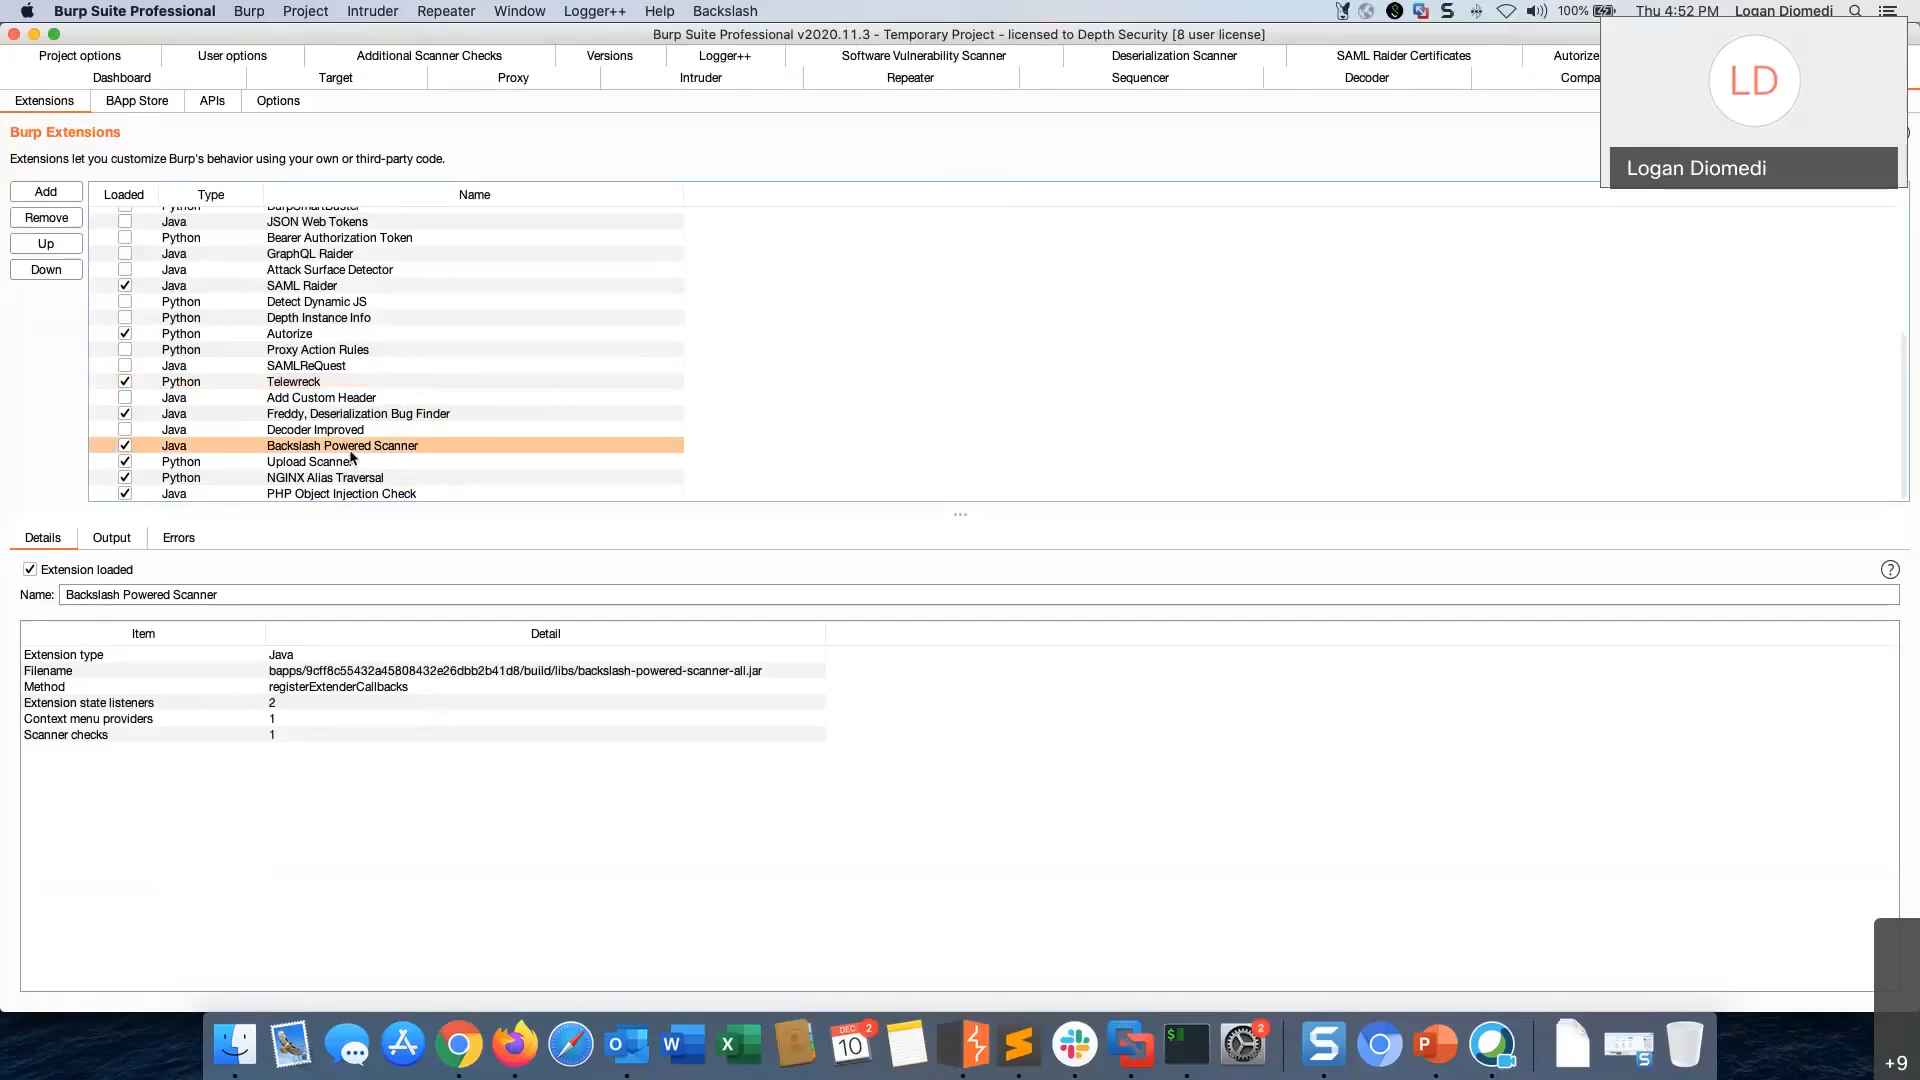 Burp Suite Professional Burp Project Intruder Repeater Window Logger++ Help Backslash
100% Thu 4:52 PM Logan Diomedi
Burp Suite Professional v2020.11.3 - Temporary Project - licensed to Depth Security [8 user license]
Project options User options Additional Scanner Checks Versions Logger++ Software Vulnerability Scanner Deserialization Scanner SAML Raider Certificates Autorize
Dashboard Target Proxy Intruder Repeater Sequencer Decoder Compa
LD
Logan Diomedi
Extensions BApp Store APIs Options
Burp Extensions
Extensions let you customize Burp's behavior using your own or third-party code.
Add
Remove
Up
Down
Loaded Type Name
Python BurpSmartBuster
Java JSON Web Tokens
Python Bearer Authorization Token
Java GraphQL Raider
Java Attack Surface Detector
Java SAML Raider
Python Detect Dynamic JS
Python Depth Instance Info
Python Autorize
Python Proxy Action Rules
Java SAMLReQuest
Python Telewreck
Java Add Custom Header
Java Freddy, Deserialization Bug Finder
Java Decoder Improved
Java Backslash Powered Scanner
Python Upload Scanner
Python NGINX Alias Traversal
Java PHP Object Injection Check
Details Output Errors
Extension loaded
?
Name: Backslash Powered Scanner
Item Detail
Extension type Java
Filename bapps/9cff8c55432a45808432e26dbb2b41d8/build/libs/backslash-powered-scanner-all.jar
Method registerExtenderCallbacks
Extension state listeners 2
Context menu providers 1
Scanner checks 1
DEC 2
10
2
+9